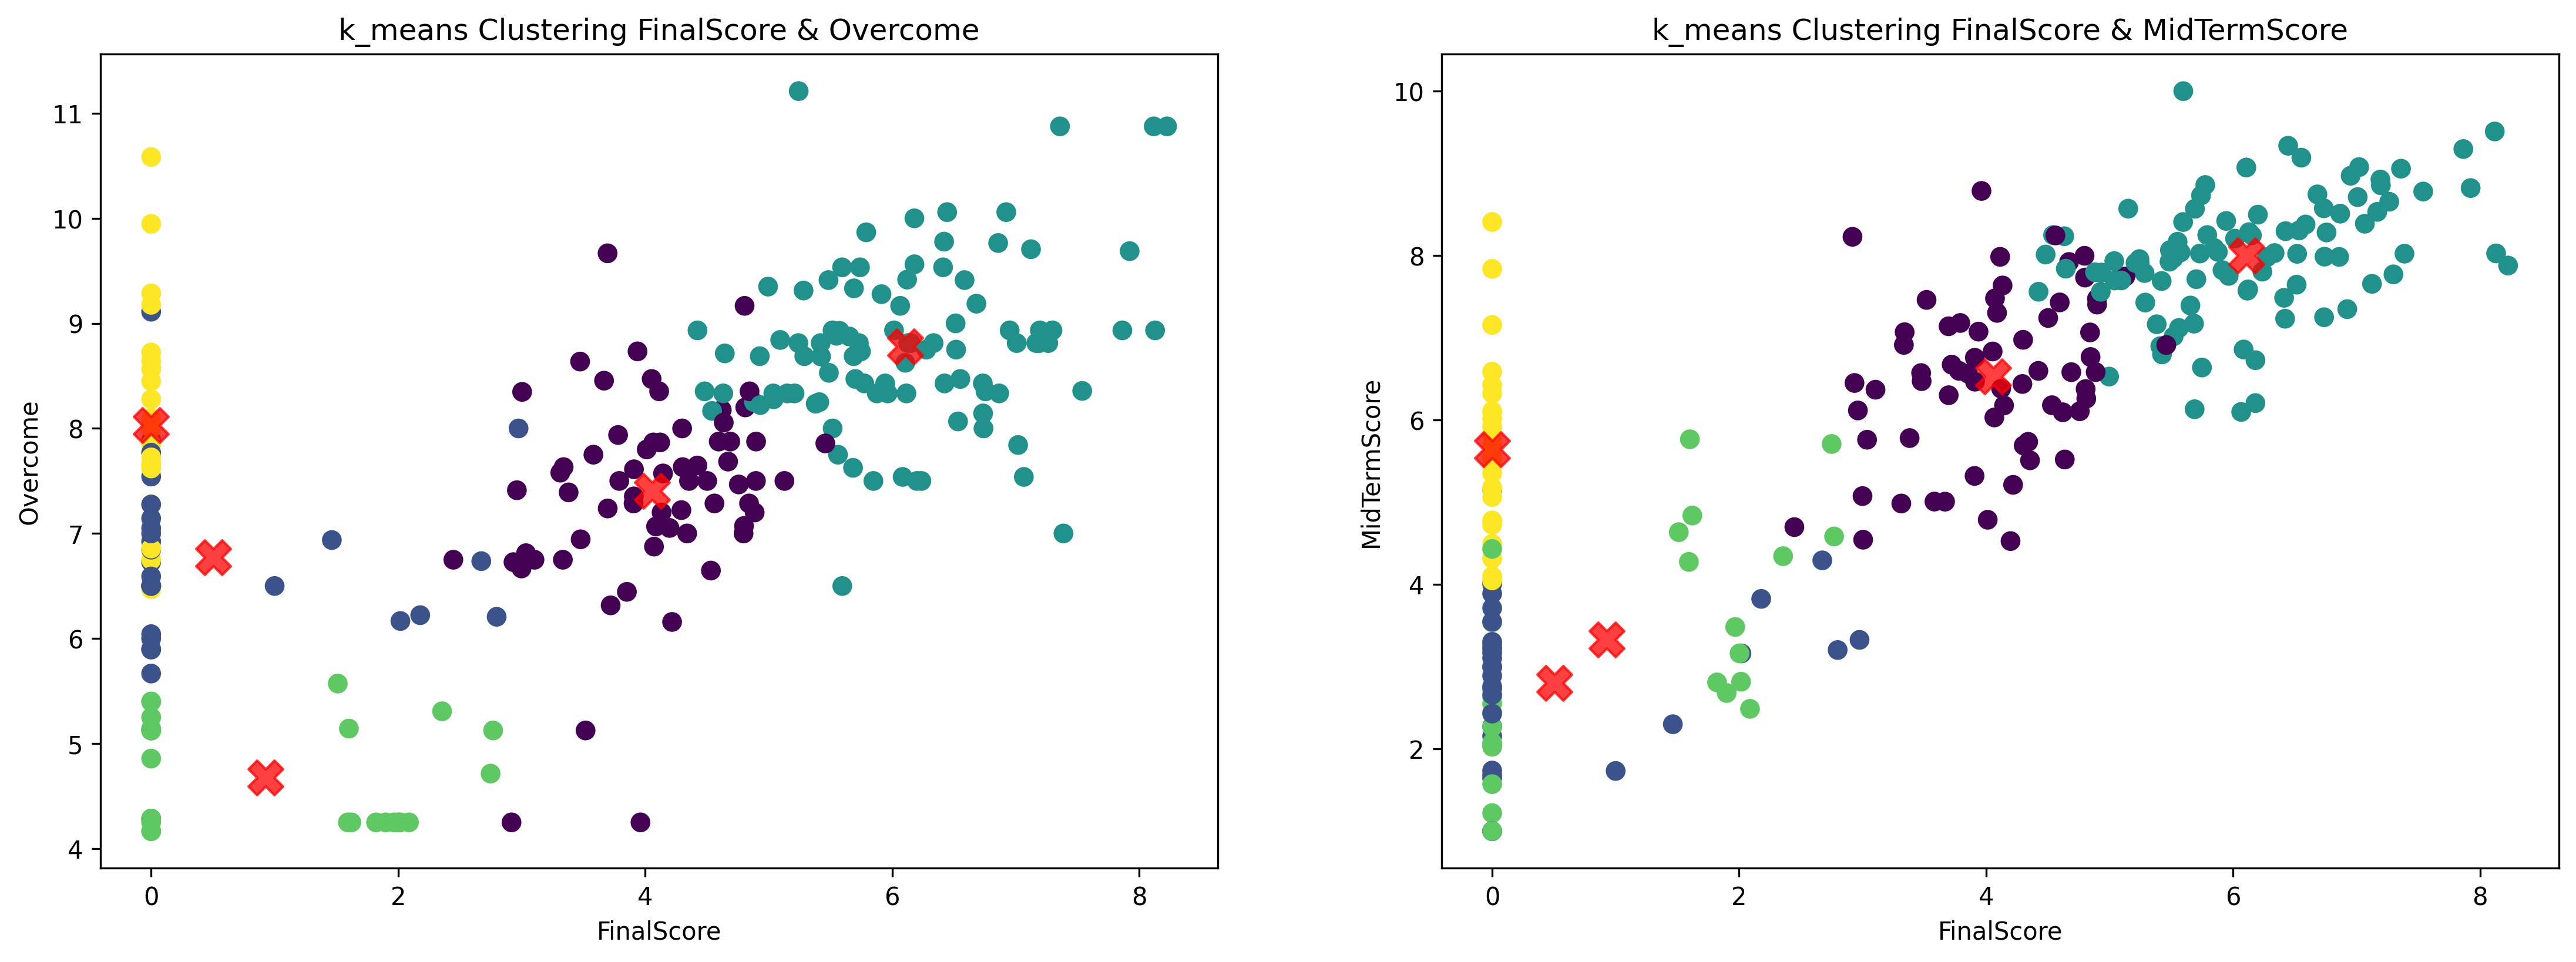 k_means Clustering FinalScore & Overcome
11
10
9
8
7
6
5
4
Overcome
0 2 4 6 8
FinalScore
k_means Clustering FinalScore & MidTermScore
10
8
6
4
2
MidTermScore
0 2 4 6 8
FinalScore